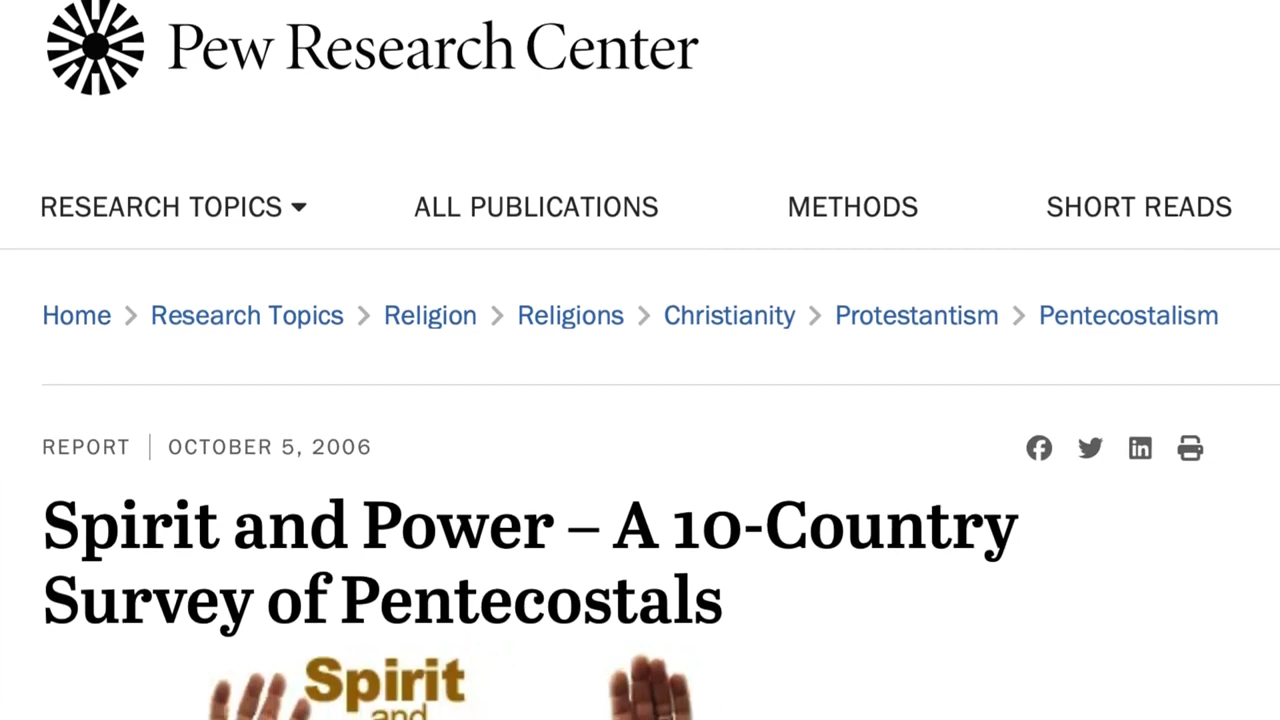 Pew Research Center
RESEARCH TOPICS ALL PUBLICATIONS METHODS SHORT READS
Home Research Topics Religion Religions Christianity Protestantism Pentecostalism
REPORT OCTOBER 5, 2006
Spirit and Power – A 10-Country
Survey of Pentecostals
Spirit
and